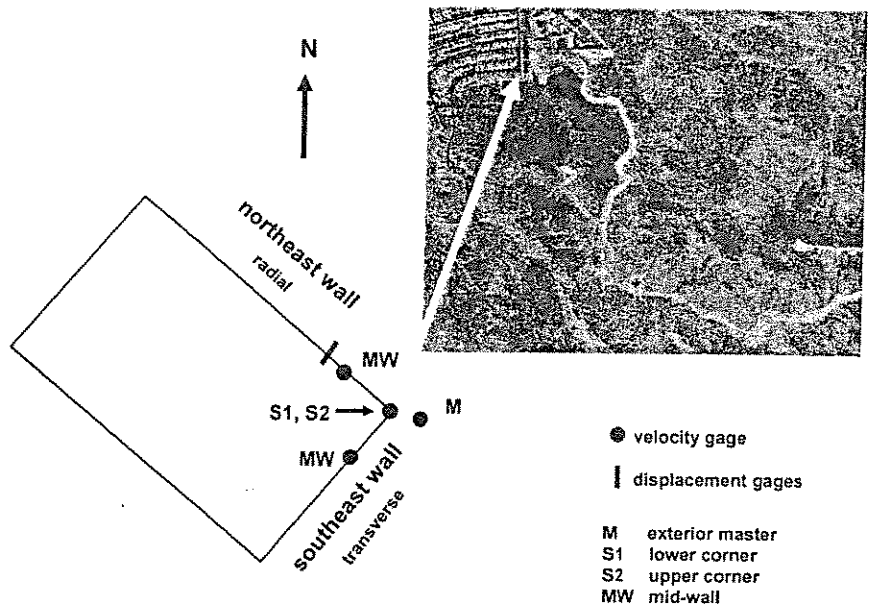 N
northeast wall
radial
MW
S1, S2
M
MW
southeast wall
transverse
velocity gage
displacement gages
M exterior master
S1 lower corner
S2 upper corner
MW mid-wall